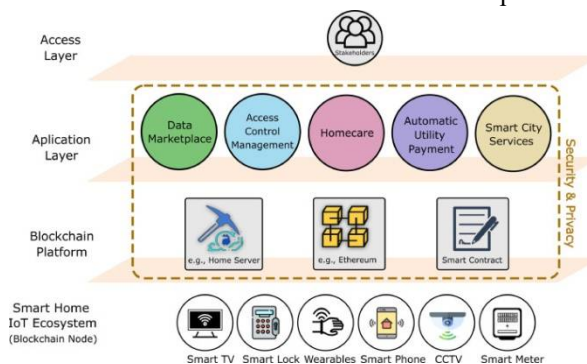 Access
Layer
Stakeholders
Aplication
Layer
Data
Marketplace
Access
Control
Management
Homecare
Automatic
Utility
Payment
Smart City
Services
Security & Privacy
Blockchain
Platform
e.g., Home Server
e.g., Ethereum
Smart Contract
Smart Home
IoT Ecosystem
(Blockchain Node)
Smart TV
Smart Lock
Wearables
Smart Phone
CCTV
Smart Meter